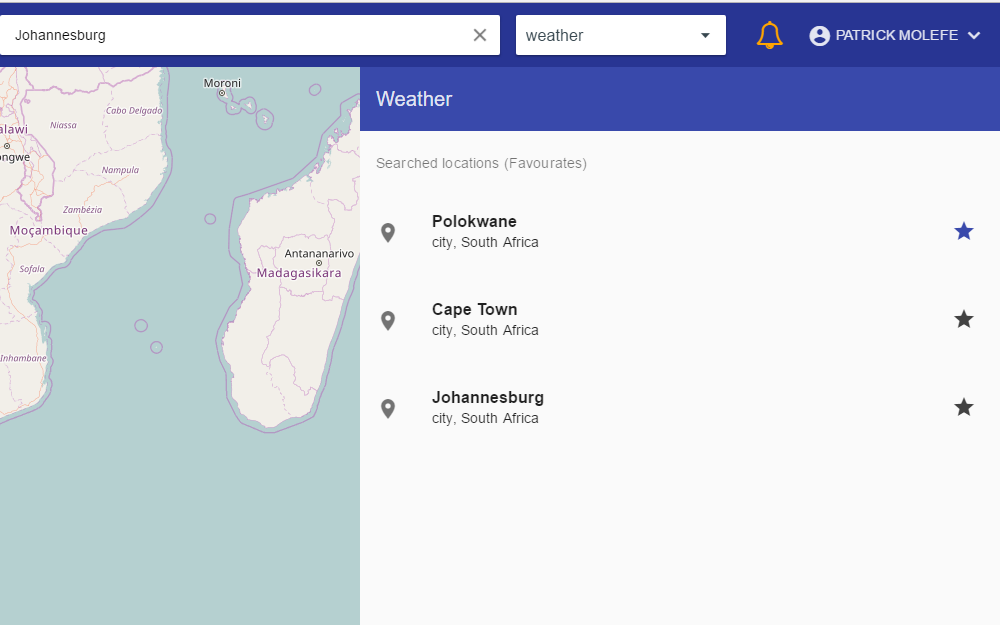 Johannesburg
weather
PATRICK MOLEFE
Moroni
Cabo Delgado
Niassa
alawi
ongwe
Nampula
Zambézia
Moçambique
Sofala
Antananarivo
Madagasikara
Inhambane
Weather
Searched locations (Favourates)
Polokwane
city, South Africa
Cape Town
city, South Africa
Johannesburg
city, South Africa